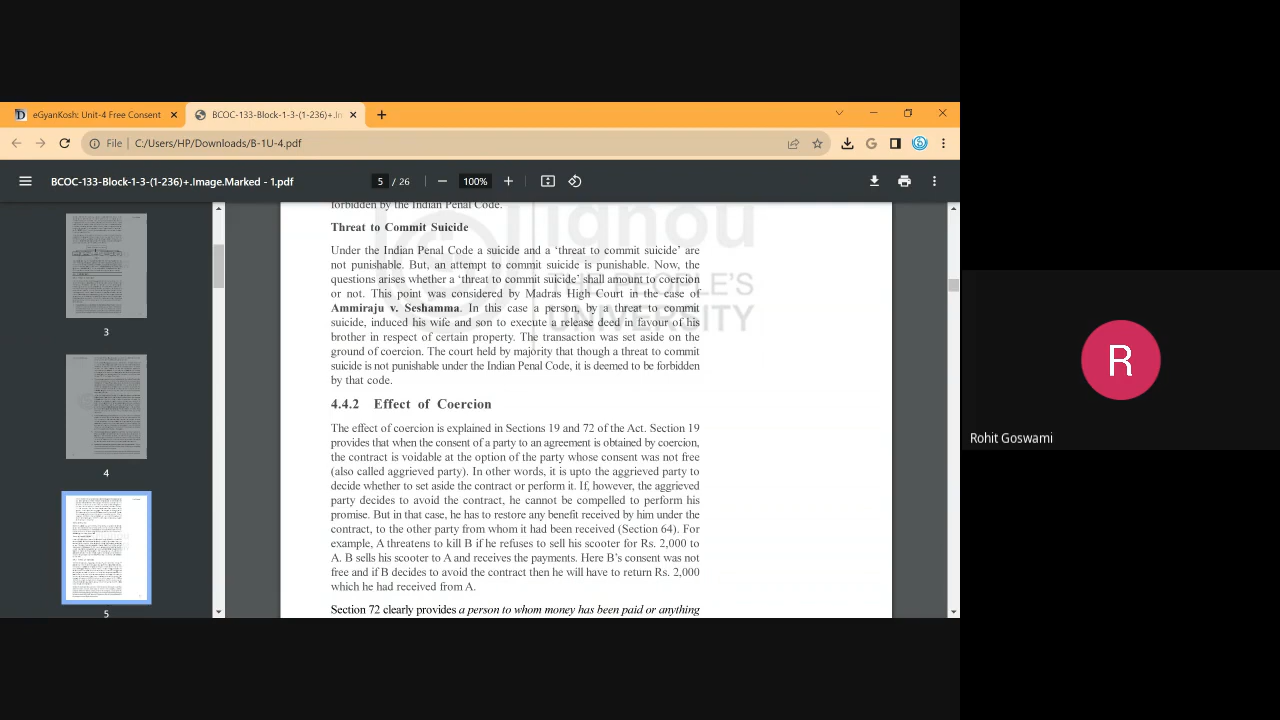 eGyanKosh: Unit-4 Free Consent
BCOC-133-Block-1-3-(1-236)+.In
File
C:/Users/HP/Downloads/B-1U-4.pdf
BCOC-133-Block-1-3-(1-236)+.Image.Marked - 1.pdf
5 / 26
100%
3
4
5
ignou
THE PEOPLE'S
UNIVERSITY
forbidden by the Indian Penal Code.
Threat to Commit Suicide
Under the Indian Penal Code a suicide and a ‘threat to commit suicide’ are
not punishable. But, an attempt to commit suicide is punishable. Now, the
questions arises whether a ‘threat to commit suicide’ shall amount to coercion
or not. This point was considered by Madras High Court in the case of
Ammiraju v. Seshamma. In this case a person, by a threat to commit
suicide, induced his wife and son to execute a release deed in favour of his
brother in respect of certain property. The transaction was set aside on the
ground of coercion. The court held by majority that though a threat to commit
suicide is not punishable under the Indian Penal Code, it is deemed to be forbidden
by that code.
4.4.2 Effect of Coercion
The effect of coercion is explained in Sections 19 and 72 of the Act. Section 19
provides that when the consent of a party to an agreement is obtained by coercion,
the contract is voidable at the option of the party whose consent was not free
(also called aggrieved party). In other words, it is upto the aggrieved party to
decide whether to set aside the contract or perform it. If, however, the aggrieved
party decides to avoid the contract, he cannot be compelled to perform his
promise. But in that case, he has to restore any benefit received by him under the
contract, to the other party from whom it had been received (Section 64). For
example, A threatens to kill B if he refuses to sell his scooter for Rs. 2,000 to
A. B sells his scooter to A and receives the payments. Here B's consent was not
free and if B decides to avoid the contract then he will have to return Rs. 2,000
which he had received from A.
Section 72 clearly provides a person to whom money has been paid or anything
R
Rohit Goswami